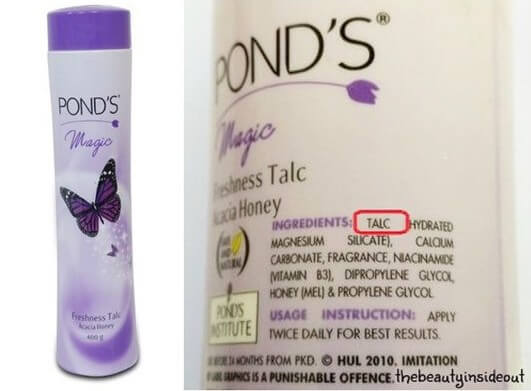 POND'S
Magic
Freshness Talc
Acacia Honey
400 g
POND'S®
Magic
Freshness Talc
Acacia Honey
INGREDIENTS: TALC HYDRATED
MAGNESIUM SILICATE), CALCIUM
CARBONATE, FRAGRANCE, NIACINAMIDE
(VITAMIN B3), DIPROPYLENE GLYCOL,
HONEY (MEL) & PROPYLENE GLYCOL
POND'S
INSTITUTE
USAGE INSTRUCTION: APPLY
TWICE DAILY FOR BEST RESULTS.
BEFORE 24 MONTHS FROM PKD. © HUL 2010. IMITATION
GRAPHICS IS A PUNISHABLE OFFENCE.
thebeautyinsideout